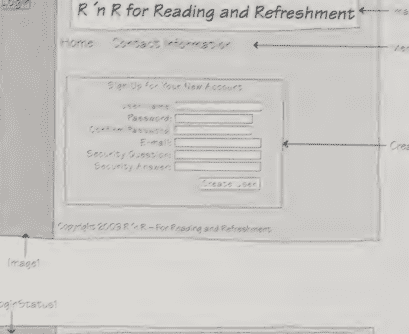 Login
R 'n R for Reading and Refreshment
Home Contact Information
Sign Up for Your New Account
User Name:
Password:
Confirm Password:
E-mail:
Security Question:
Security Answer:
Create User
Copyright 2009 R 'n R – For Reading and Refreshment
Image1
LoginStatus1